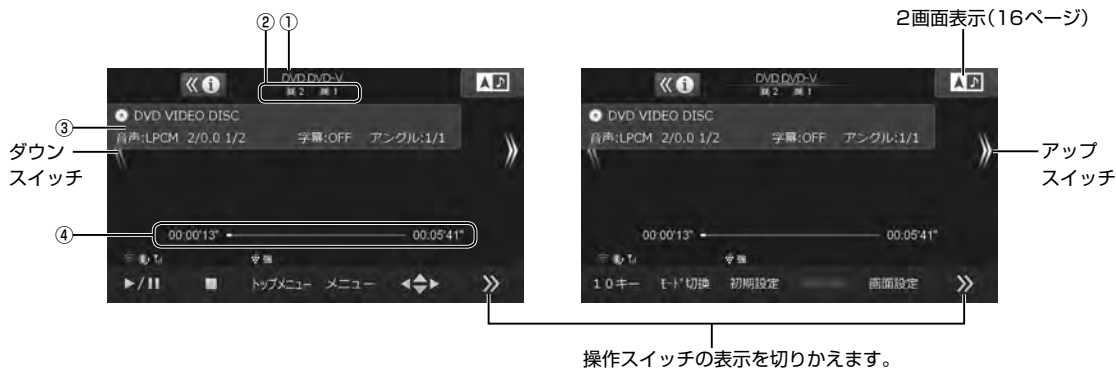 ② ①
2画面表示(16ページ)
DVD DVD-V
2 1
③
DVD VIDEO DISC
音声:LPCM 2/0.0 1/2 字幕:OFF アングル:1/1
ダウン
スイッチ
④
00:00'13" 00:05'41"
強
►/II ■ トップメニュー メニュー
DVD DVD-V
2 1
DVD VIDEO DISC
音声:LPCM 2/0.0 1/2 字幕:OFF アングル:1/1
アップ
スイッチ
00:00'13" 00:05'41"
強
10キー モード切換 初期設定 画面設定
操作スイッチの表示を切りかえます。